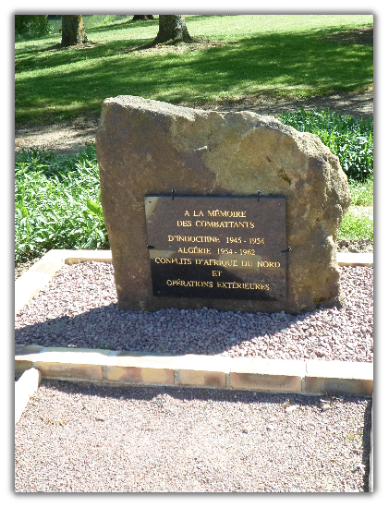 A LA MÉMOIRE
DES COMBATTANTS
D'INDOCHINE 1945 - 1954
ALGÉRIE 1954 - 1962
CONFLITS D'AFRIQUE DU NORD
ET
OPÉRATIONS EXTÉRIEURES